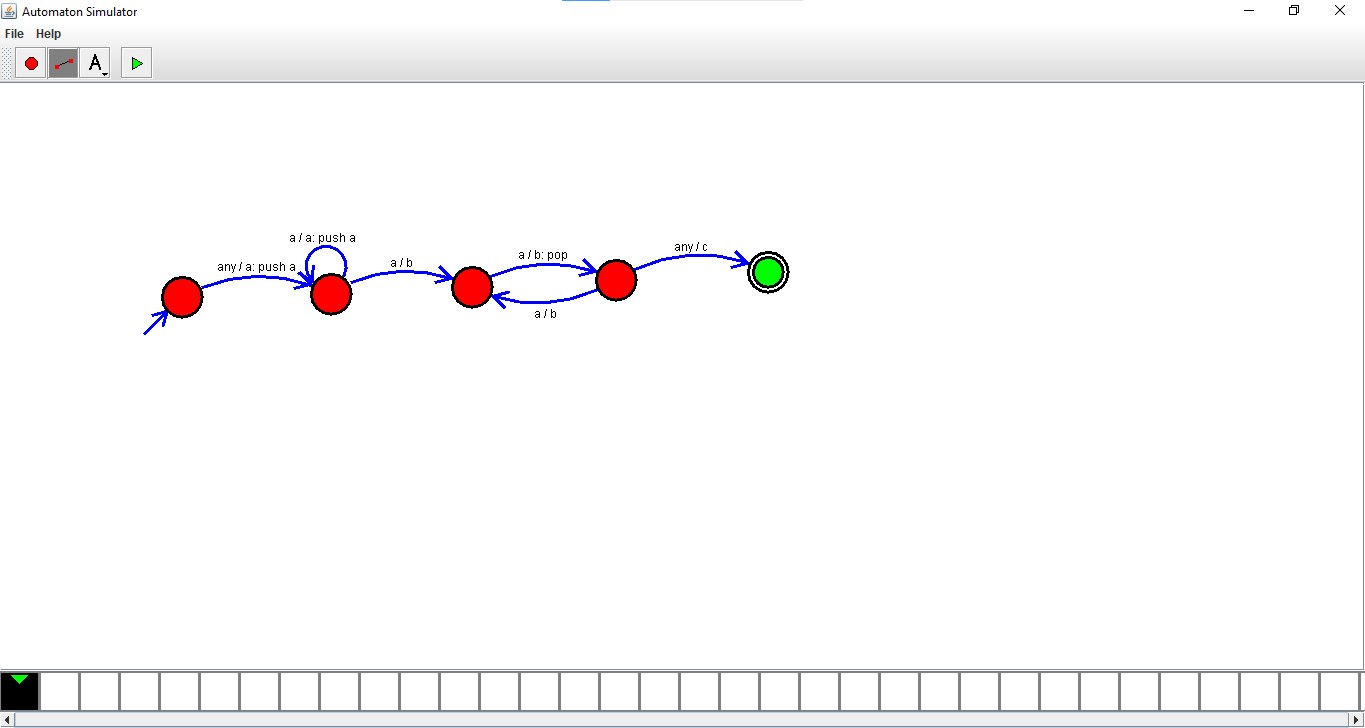 Automaton Simulator
File Help
A
a / a: push a
any / a: push a
a / b
a / b: pop
any / c
a / b